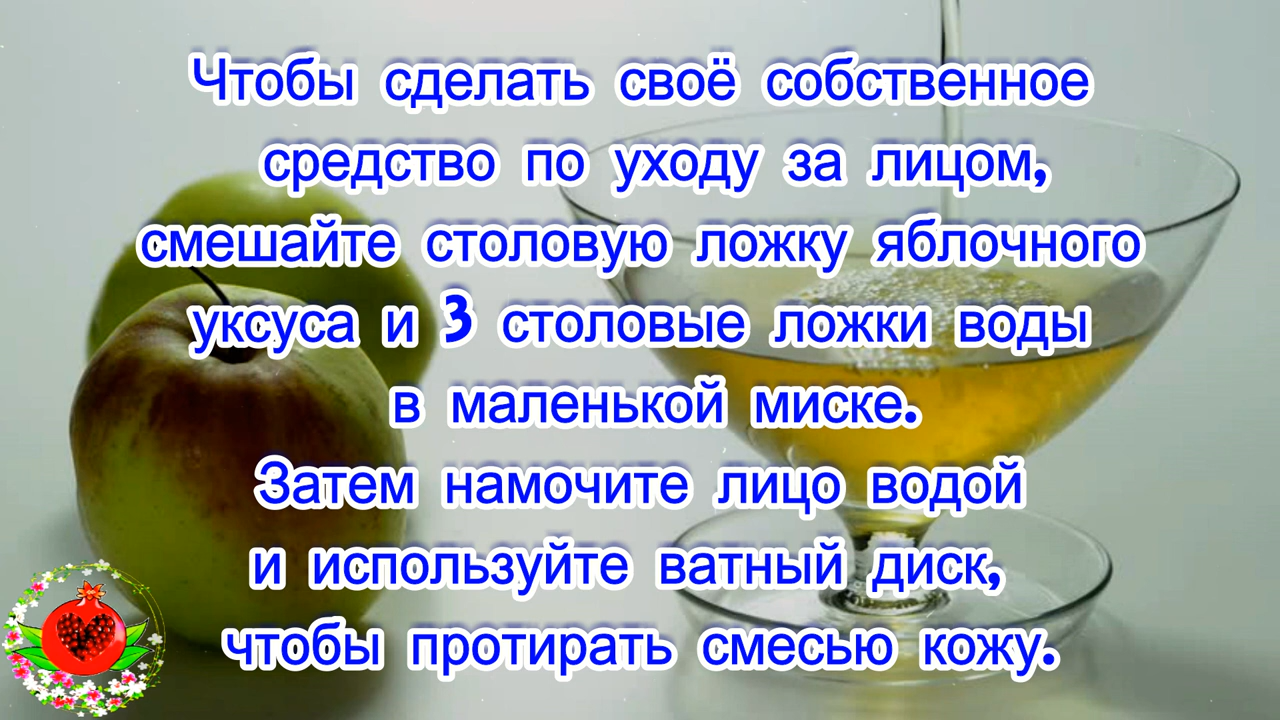 Чтобы сделать своё собственное
средство по уходу за лицом,
смешайте столовую ложку яблочного
уксуса и 3 столовые ложки воды
в маленькой миске.
Затем намочите лицо водой
и используйте ватный диск,
чтобы протирать смесью кожу.